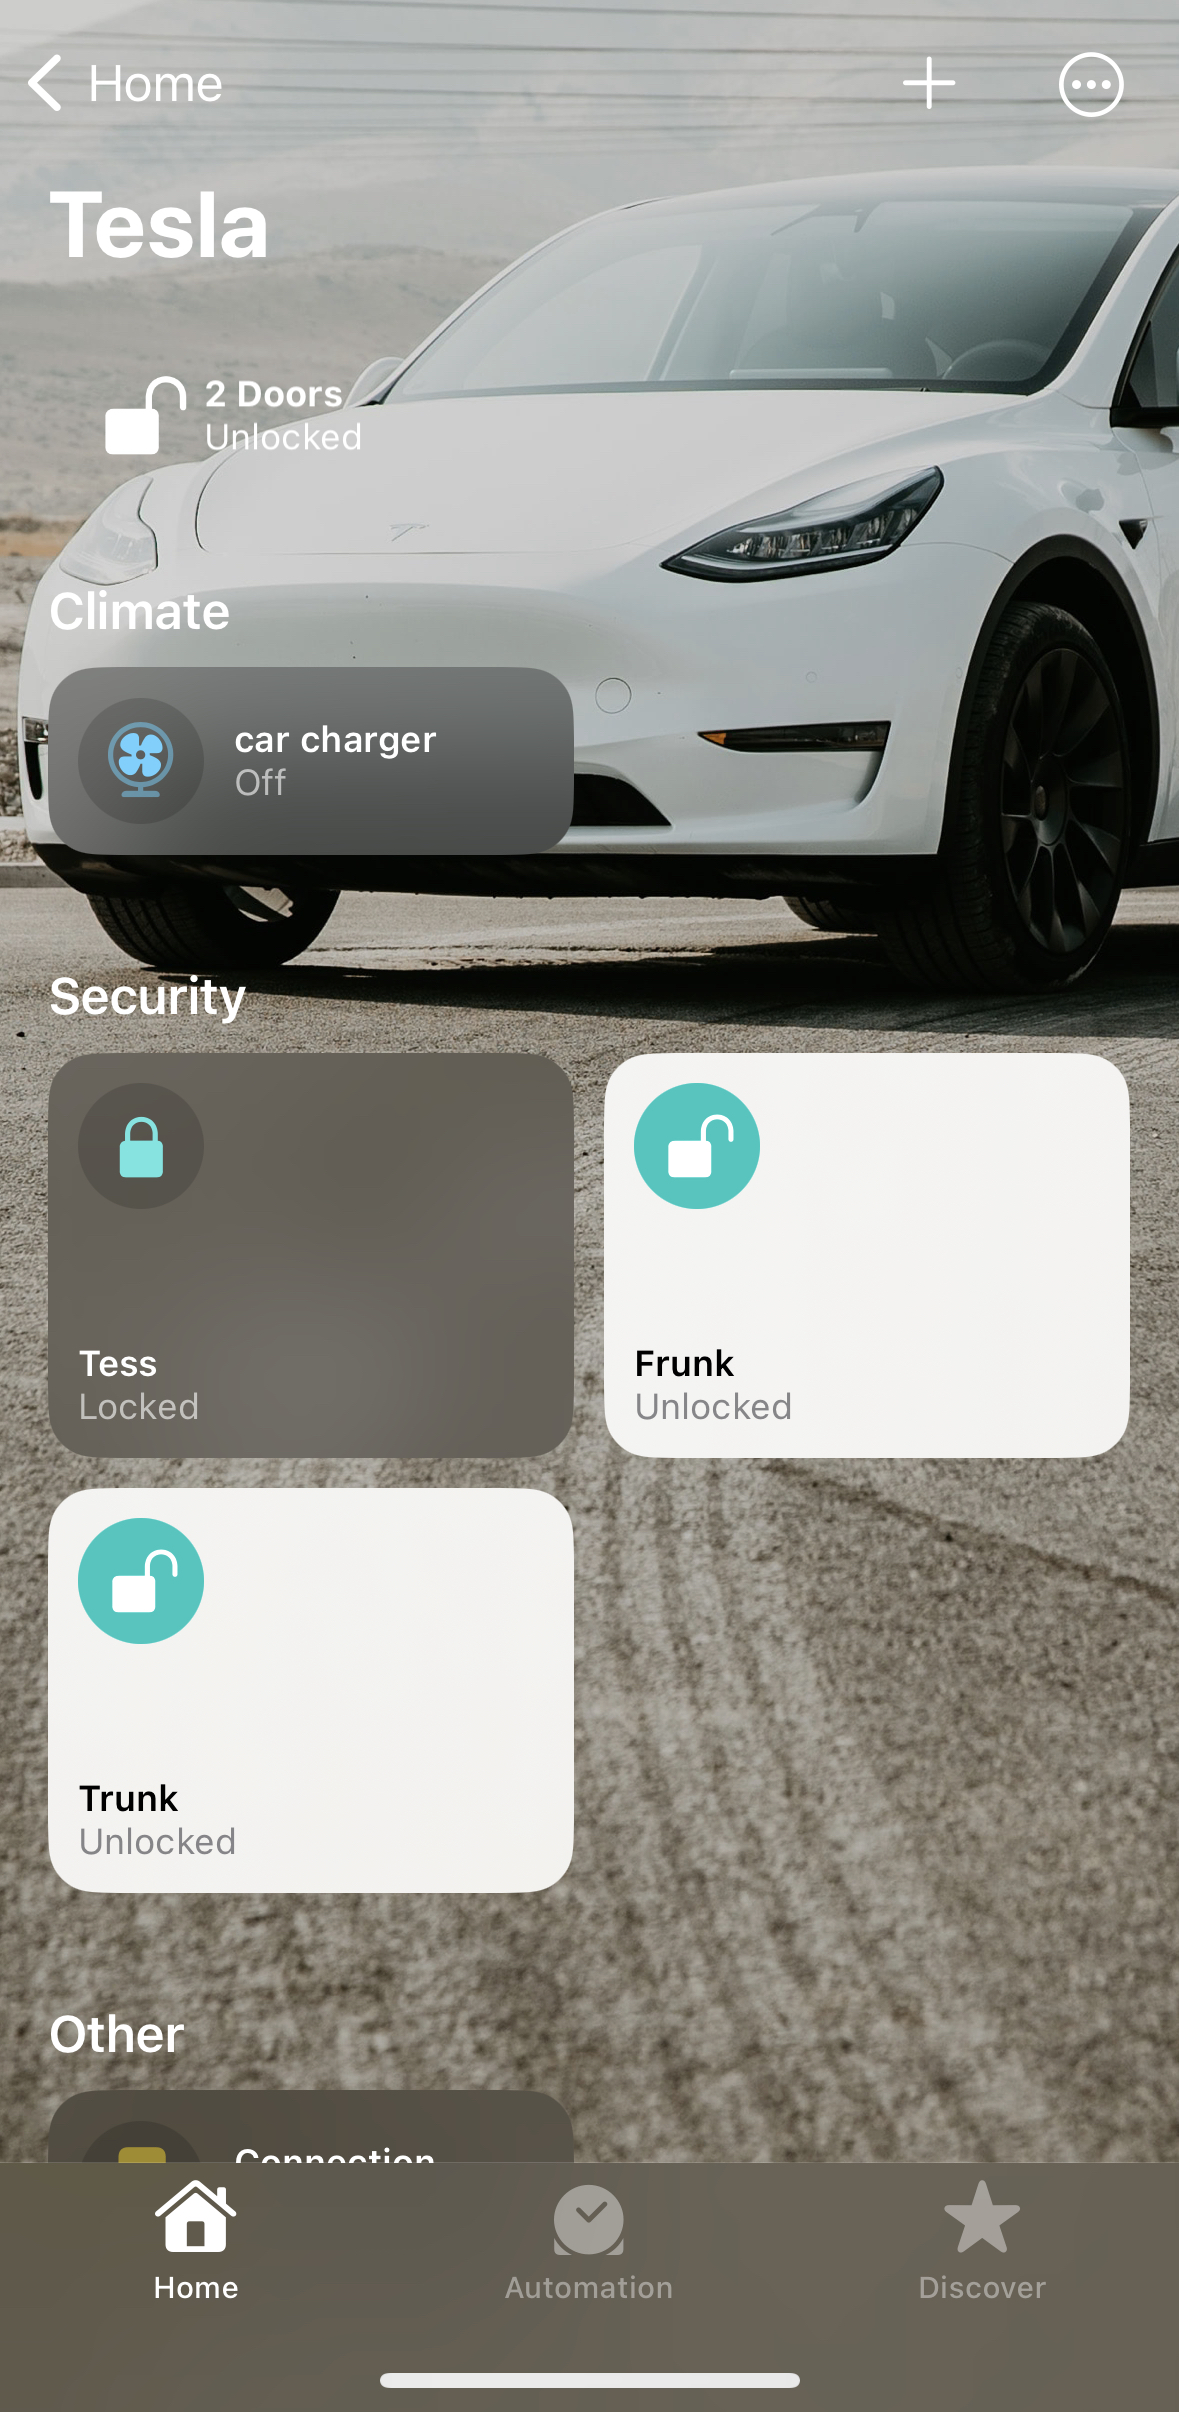 Home
Tesla
2 Doors
Unlocked
Climate
car charger
Off
Security
Tess
Locked
Frunk
Unlocked
Trunk
Unlocked
Other
Connection
Home
Automation
Discover